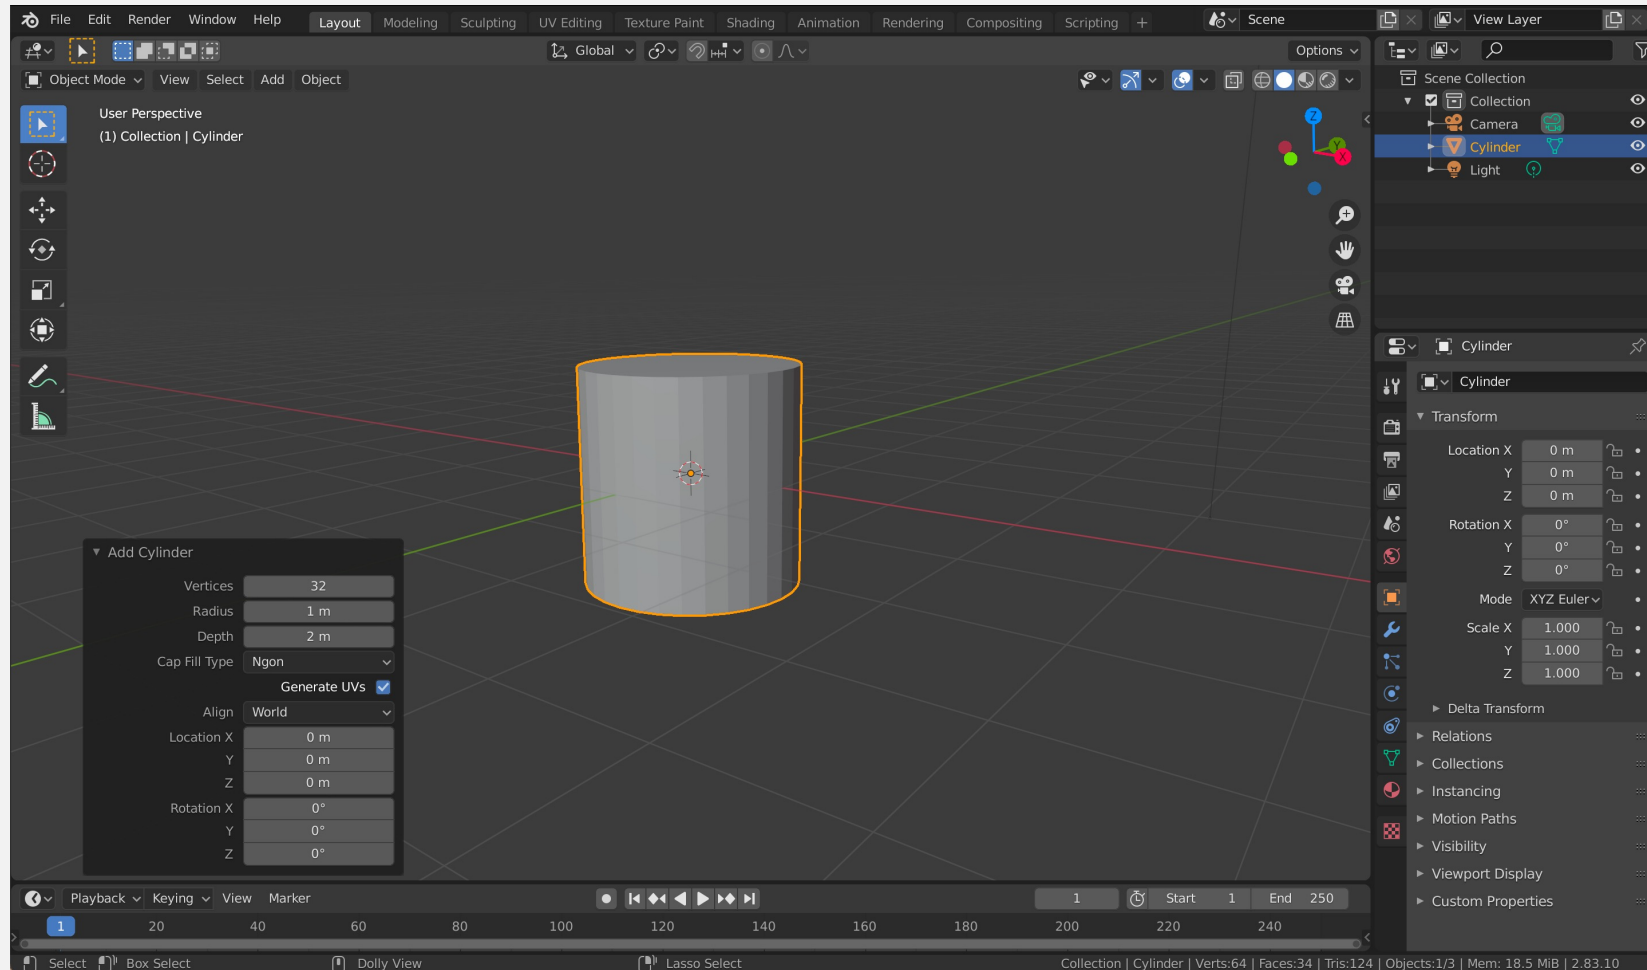 File Edit Render Window Help Layout Modeling Sculpting UV Editing Texture Paint Shading Animation Rendering Compositing Scripting + Scene View Layer
Global Options
Object Mode View Select Add Object
User Perspective
(1) Collection | Cylinder
Z
Y
X
Scene Collection
Collection
Camera
Cylinder
Light
Cylinder
Cylinder
Transform
Location X 0 m
Y 0 m
Z 0 m
Rotation X 0°
Y 0°
Z 0°
Mode XYZ Euler
Scale X 1.000
Y 1.000
Z 1.000
Delta Transform
Relations
Collections
Instancing
Motion Paths
Visibility
Viewport Display
Custom Properties
Add Cylinder
Vertices 32
Radius 1 m
Depth 2 m
Cap Fill Type Ngon
Generate UVs
Align World
Location X 0 m
Y 0 m
Z 0 m
Rotation X 0°
Y 0°
Z 0°
Playback Keying View Marker 1 Start 1 End 250
1 20 40 60 80 100 120 140 160 180 200 220 240
Select Box Select Dolly View Lasso Select Collection | Cylinder | Verts:64 | Faces:34 | Tris:124 | Objects:1/3 | Mem: 18.5 MiB | 2.83.10